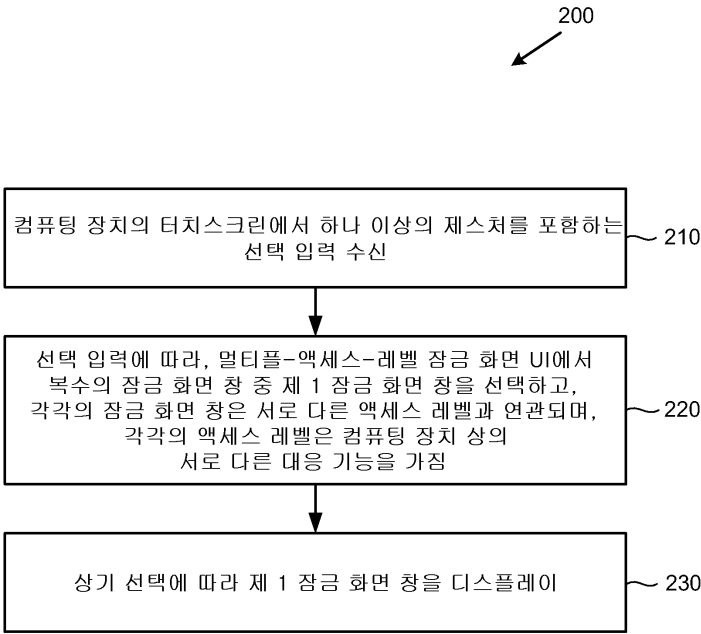 200
컴퓨팅 장치의 터치스크린에서 하나 이상의 제스처를 포함하는
선택 입력 수신
210
선택 입력에 따라, 멀티플-액세스-레벨 잠금 화면 UI에서
복수의 잠금 화면 창 중 제 1 잠금 화면 창을 선택하고,
각각의 잠금 화면 창은 서로 다른 액세스 레벨과 연관되며,
각각의 액세스 레벨은 컴퓨팅 장치 상의
서로 다른 대응 기능을 가짐
220
상기 선택에 따라 제 1 잠금 화면 창을 디스플레이
230